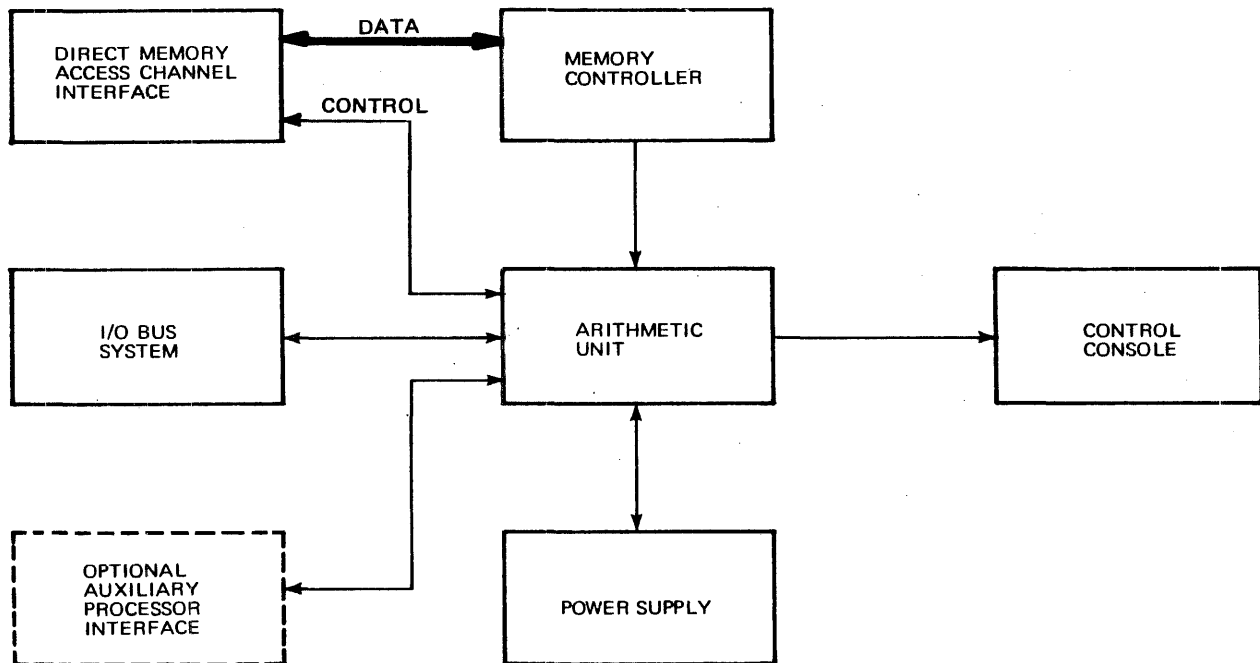 DATA
DIRECT MEMORY
ACCESS CHANNEL
INTERFACE
MEMORY
CONTROLLER
CONTROL
I/O BUS
SYSTEM
ARITHMETIC
UNIT
CONTROL
CONSOLE
OPTIONAL
AUXILIARY
PROCESSOR
INTERFACE
POWER SUPPLY